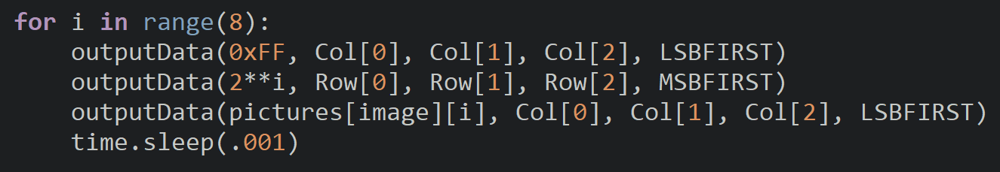 for i in range(8):
    outputData(0xFF, Col[0], Col[1], Col[2], LSBFIRST)
    outputData(2**i, Row[0], Row[1], Row[2], MSBFIRST)
    outputData(pictures[image][i], Col[0], Col[1], Col[2], LSBFIRST)
    time.sleep(.001)